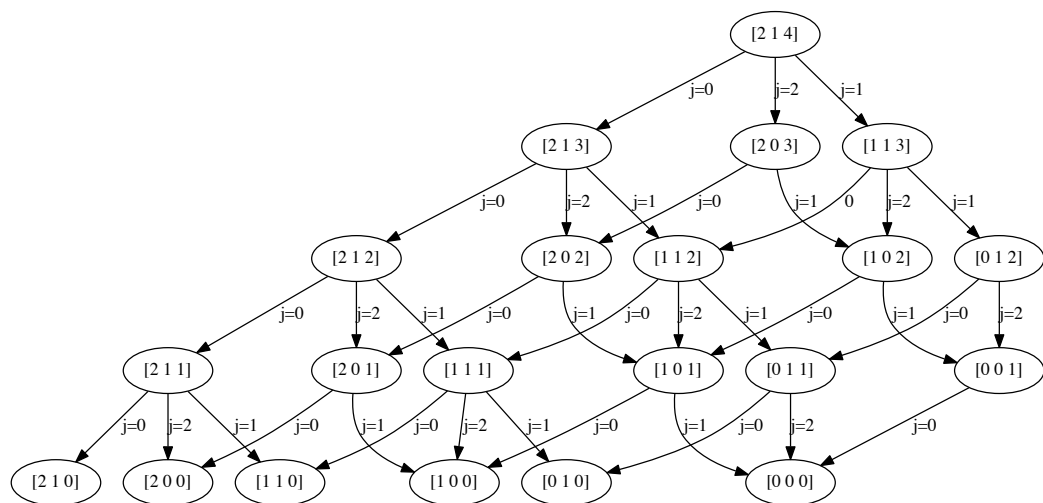 [2 1 4]
j=0 j=2 j=1
[2 1 3] [2 0 3] [1 1 3]
j=0 j=2 j=1 j=0 j=1 0 j=2 j=1
[2 1 2] [2 0 2] [1 1 2] [1 0 2] [0 1 2]
j=0 j=2 j=1 j=0 j=1 j=0 j=2 j=1 j=0 j=1 j=0 j=2
[2 1 1] [2 0 1] [1 1 1] [1 0 1] [0 1 1] [0 0 1]
j=0 j=2 j=1 j=0 j=1 j=0 j=2 j=1 j=0 j=1 j=0 j=2 j=0
[2 1 0] [2 0 0] [1 1 0] [1 0 0] [0 1 0] [0 0 0]